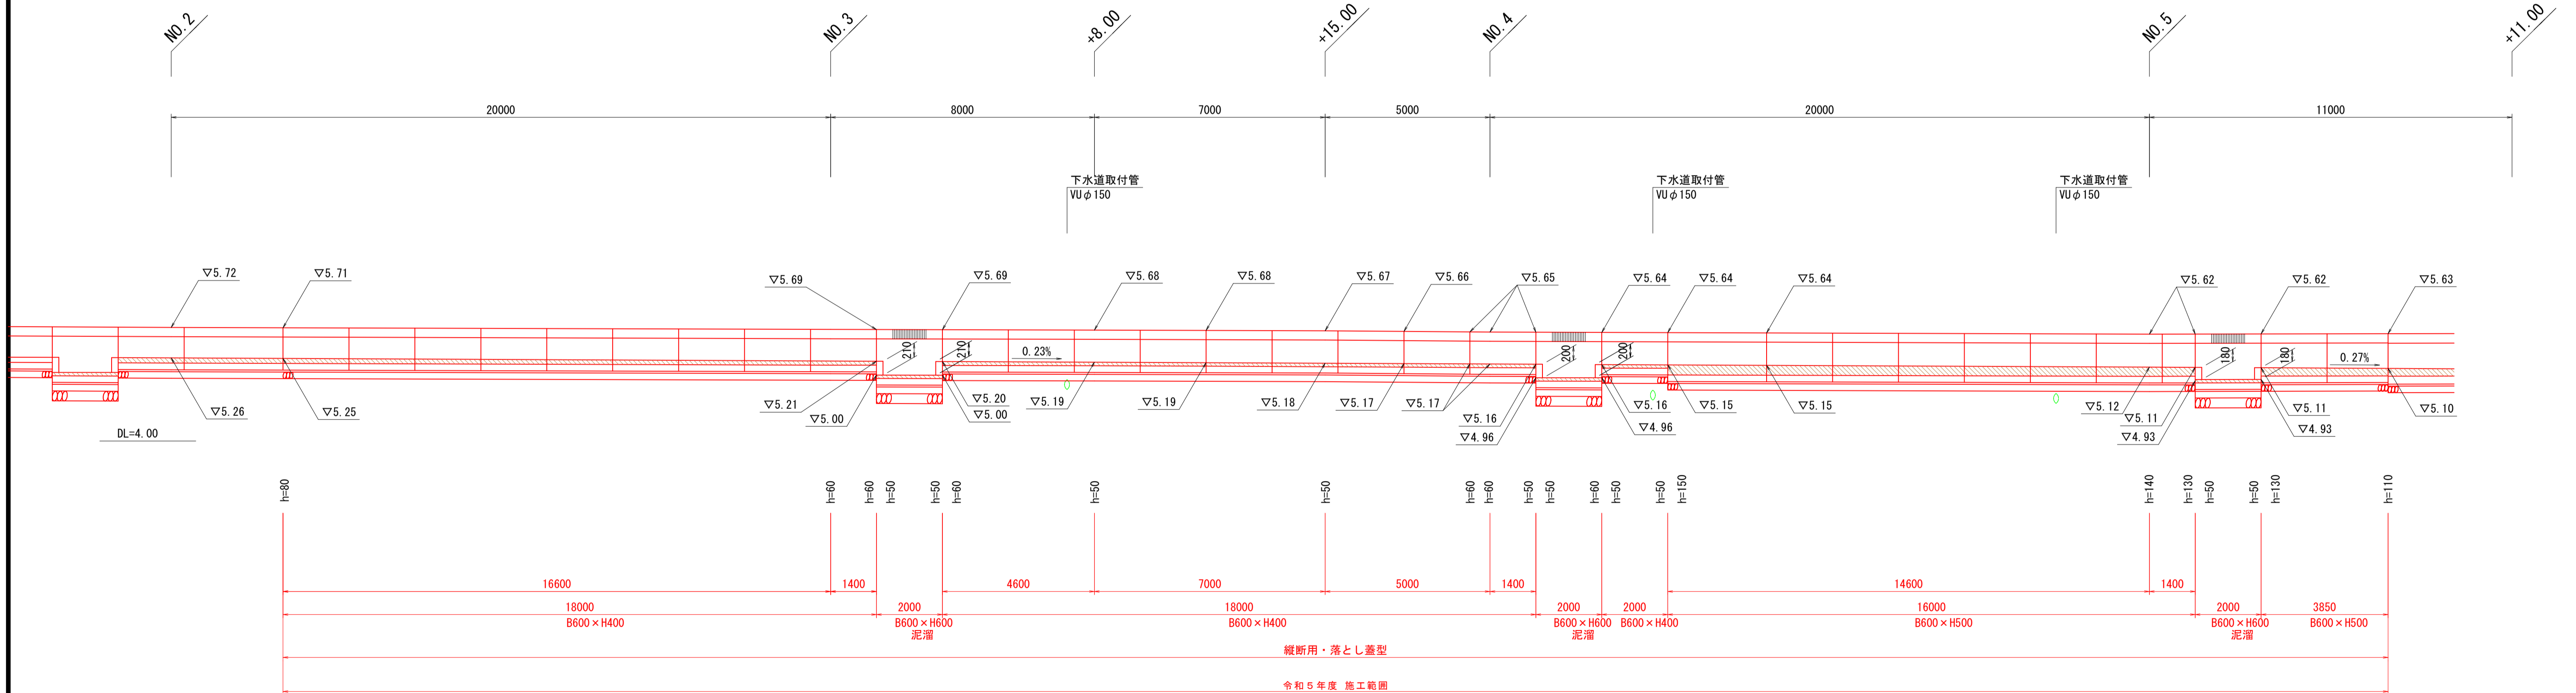 NO.2
NO.3
+8.00
+15.00
NO.4
NO.5
+11.00
20000
8000
7000
5000
20000
11000
下水道取付管
VUφ150
下水道取付管
VUφ150
下水道取付管
VUφ150
▽5.72
▽5.71
▽5.69
▽5.69
▽5.68
▽5.68
▽5.67
▽5.66
▽5.65
▽5.64
▽5.64
▽5.64
▽5.62
▽5.62
▽5.63
210
210
0.23%
200
200
180
180
0.27%
▽5.26
▽5.25
▽5.21
▽5.00
▽5.20
▽5.00
▽5.19
▽5.19
▽5.18
▽5.17
▽5.17
▽5.16
▽4.96
▽5.16
▽4.96
▽5.15
▽5.15
▽5.12
▽5.11
▽4.93
▽5.11
▽4.93
▽5.10
DL=4.00
h=80
h=60
h=60
h=50
h=50
h=60
h=50
h=50
h=60
h=60
h=50
h=50
h=60
h=50
h=50
h=150
h=140
h=130
h=50
h=50
h=130
h=110
16600
1400
4600
7000
5000
1400
14600
1400
18000
2000
18000
2000
2000
16000
2000
3850
B600×H400
B600×H600
B600×H400
B600×H600
B600×H400
B600×H500
B600×H600
B600×H500
泥溜
泥溜
泥溜
縦断用・落とし蓋型
令和5年度 施工範囲